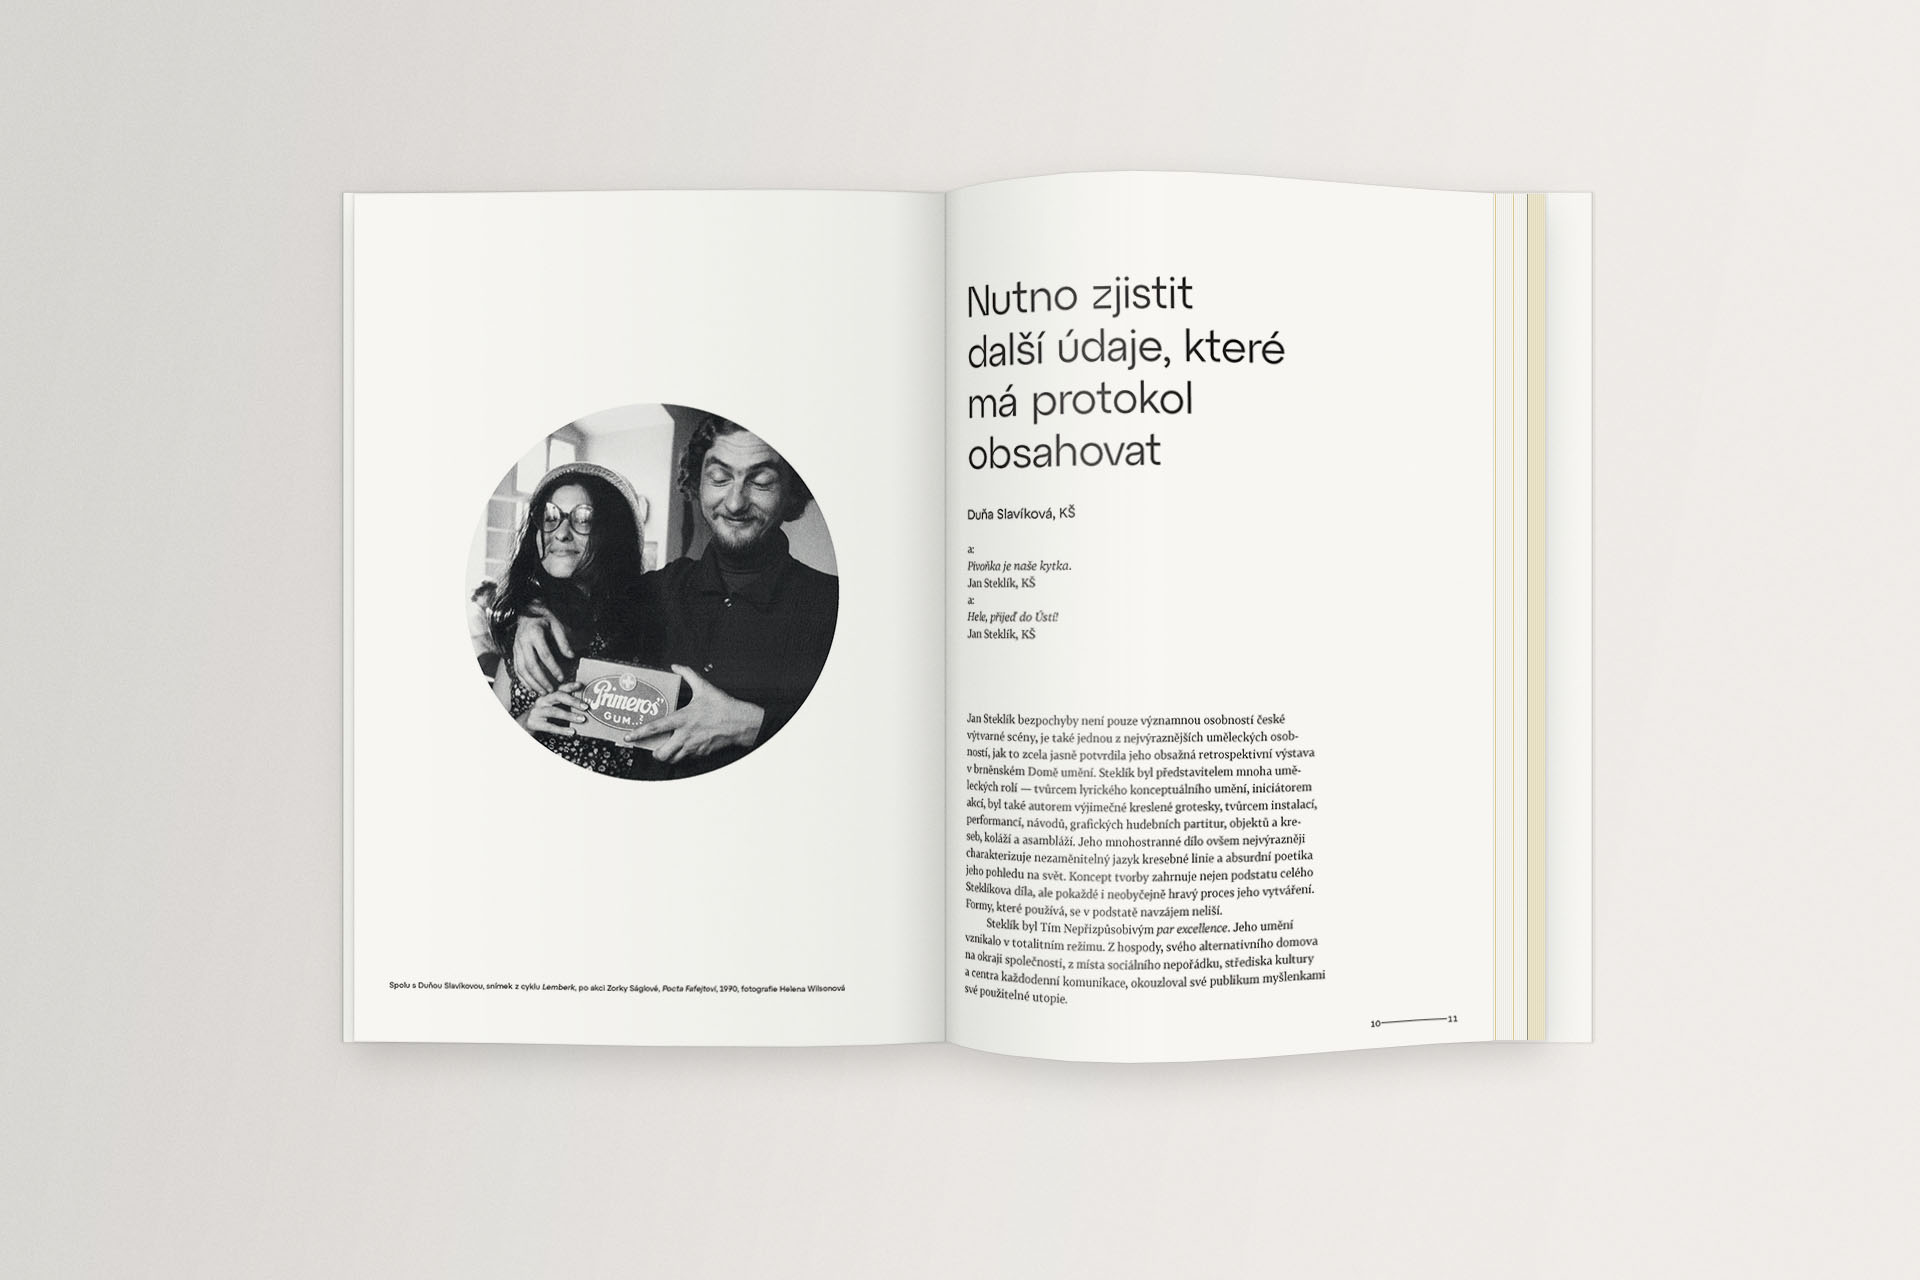 Primeros
GUM..?
Spolu s Duňou Slavíkovou, snímek z cyklu Lemberk, po akci Zorky Ságlové, Pocta Fafejtovi, 1970, fotografie Helena Wilsonová
Nutno zjistit
další údaje, které
má protokol
obsahovat
Duňa Slavíková, KŠ
a:
Pivoňka je naše kytka.
Jan Steklík, KŠ
a:
Hele, přijeď do Ústí!
Jan Steklík, KŠ
Jan Steklík bezpochyby není pouze významnou osobností české
výtvarné scény, je také jednou z nejvýraznějších uměleckých osob-
ností, jak to zcela jasně potvrdila jeho obsažná retrospektivní výstava
v brněnském Domě umění. Steklík byl představitelem mnoha umě-
leckých rolí — tvůrcem lyrického konceptuálního umění, iniciátorem
akcí, byl také autorem výjimečné kreslené grotesky, tvůrcem instalací,
performancí, návodů, grafických hudebních partitur, objektů a kre-
seb, koláží a asambláží. Jeho mnohostranné dílo ovšem nejvýrazněji
charakterizuje nezaměnitelný jazyk kresebné linie a absurdní poetika
jeho pohledu na svět. Koncept tvorby zahrnuje nejen podstatu celého
Steklíkova díla, ale pokaždé i neobyčejně hravý proces jeho vytváření.
Formy, které používá, se v podstatě navzájem neliší.
Steklík byl Tím Nepřizpůsobivým par excellence. Jeho umění
vznikalo v totalitním režimu. Z hospody, svého alternativního domova
na okraji společnosti, z místa sociálního nepořádku, střediska kultury
a centra každodenní komunikace, okouzloval své publikum myšlenkami
své použitelné utopie.
10 11